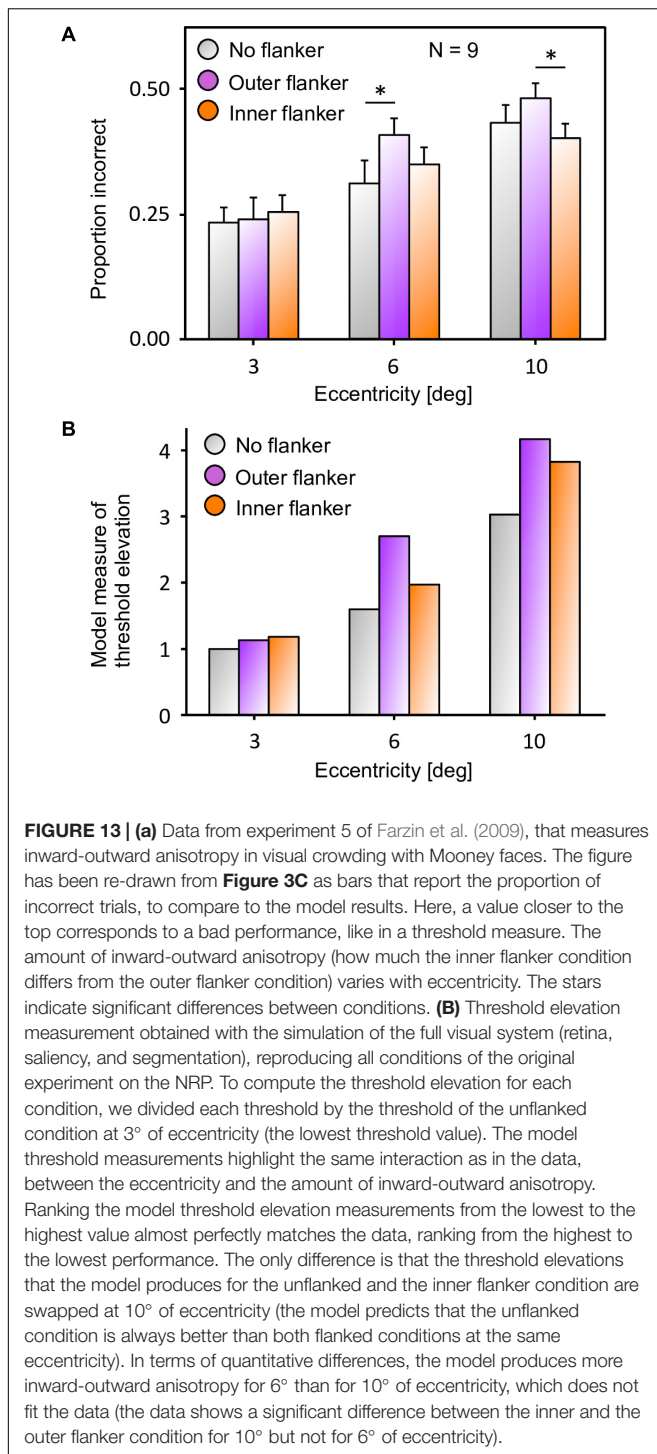 A
No flanker
Outer flanker
Inner flanker
N = 9
*
*
Proportion incorrect
0.50
0.25
0.00
3
6
10
Eccentricity [deg]
B
No flanker
Outer flanker
Inner flanker
Model measure of
threshold elevation
4
3
2
1
0
3
6
10
Eccentricity [deg]
FIGURE 13 | (a) Data from experiment 5 of Farzin et al. (2009), that measures
inward-outward anisotropy in visual crowding with Mooney faces. The figure
has been re-drawn from Figure 3C as bars that report the proportion of
incorrect trials, to compare to the model results. Here, a value closer to the
top corresponds to a bad performance, like in a threshold measure. The
amount of inward-outward anisotropy (how much the inner flanker condition
differs from the outer flanker condition) varies with eccentricity. The stars
indicate significant differences between conditions. (B) Threshold elevation
measurement obtained with the simulation of the full visual system (retina,
saliency, and segmentation), reproducing all conditions of the original
experiment on the NRP. To compute the threshold elevation for each
condition, we divided each threshold by the threshold of the unflanked
condition at 3° of eccentricity (the lowest threshold value). The model
threshold measurements highlight the same interaction as in the data,
between the eccentricity and the amount of inward-outward anisotropy.
Ranking the model threshold elevation measurements from the lowest to the
highest value almost perfectly matches the data, ranking from the highest to
the lowest performance. The only difference is that the threshold elevations
that the model produces for the unflanked and the inner flanker condition are
swapped at 10° of eccentricity (the model predicts that the unflanked
condition is always better than both flanked conditions at the same
eccentricity). In terms of quantitative differences, the model produces more
inward-outward anisotropy for 6° than for 10° of eccentricity, which does not
fit the data (the data shows a significant difference between the inner and the
outer flanker condition for 10° but not for 6° of eccentricity).